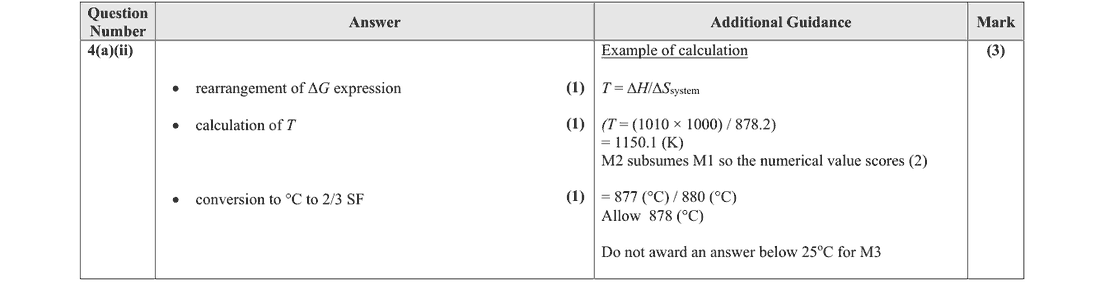 Question Number Answer Additional Guidance Mark
4(a)(ii) Example of calculation (3)
• rearrangement of ΔG expression (1) T = ΔH/ΔSsystem
• calculation of T (1) (T = (1010 × 1000) / 878.2)
= 1150.1 (K)
M2 subsumes M1 so the numerical value scores (2)
• conversion to °C to 2/3 SF (1) = 877 (°C) / 880 (°C)
Allow 878 (°C)
Do not award an answer below 25°C for M3